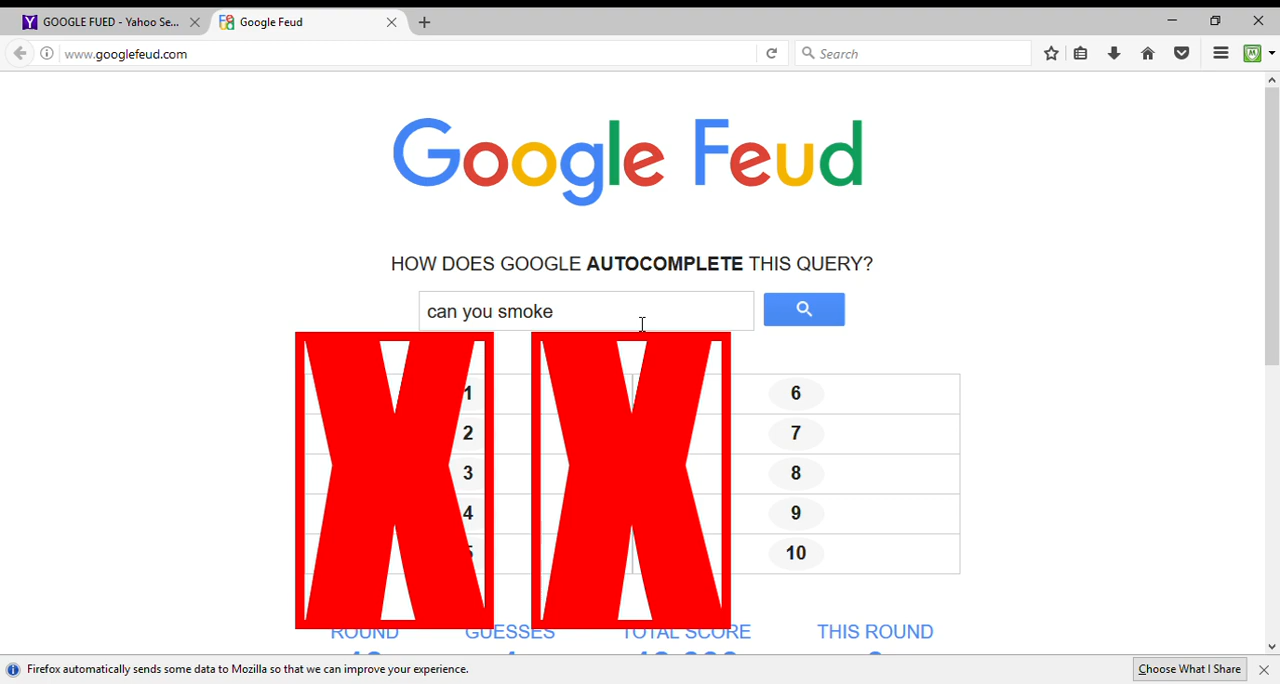 GOOGLE FUED - Yahoo Se...
Google Feud
www.googlefeud.com
Search
Google Feud
HOW DOES GOOGLE AUTOCOMPLETE THIS QUERY?
can you smoke
X X
1 6
2 7
3 8
4 9
5 10
ROUND GUESSES TOTAL SCORE THIS ROUND
Firefox automatically sends some data to Mozilla so that we can improve your experience.
Choose What I Share